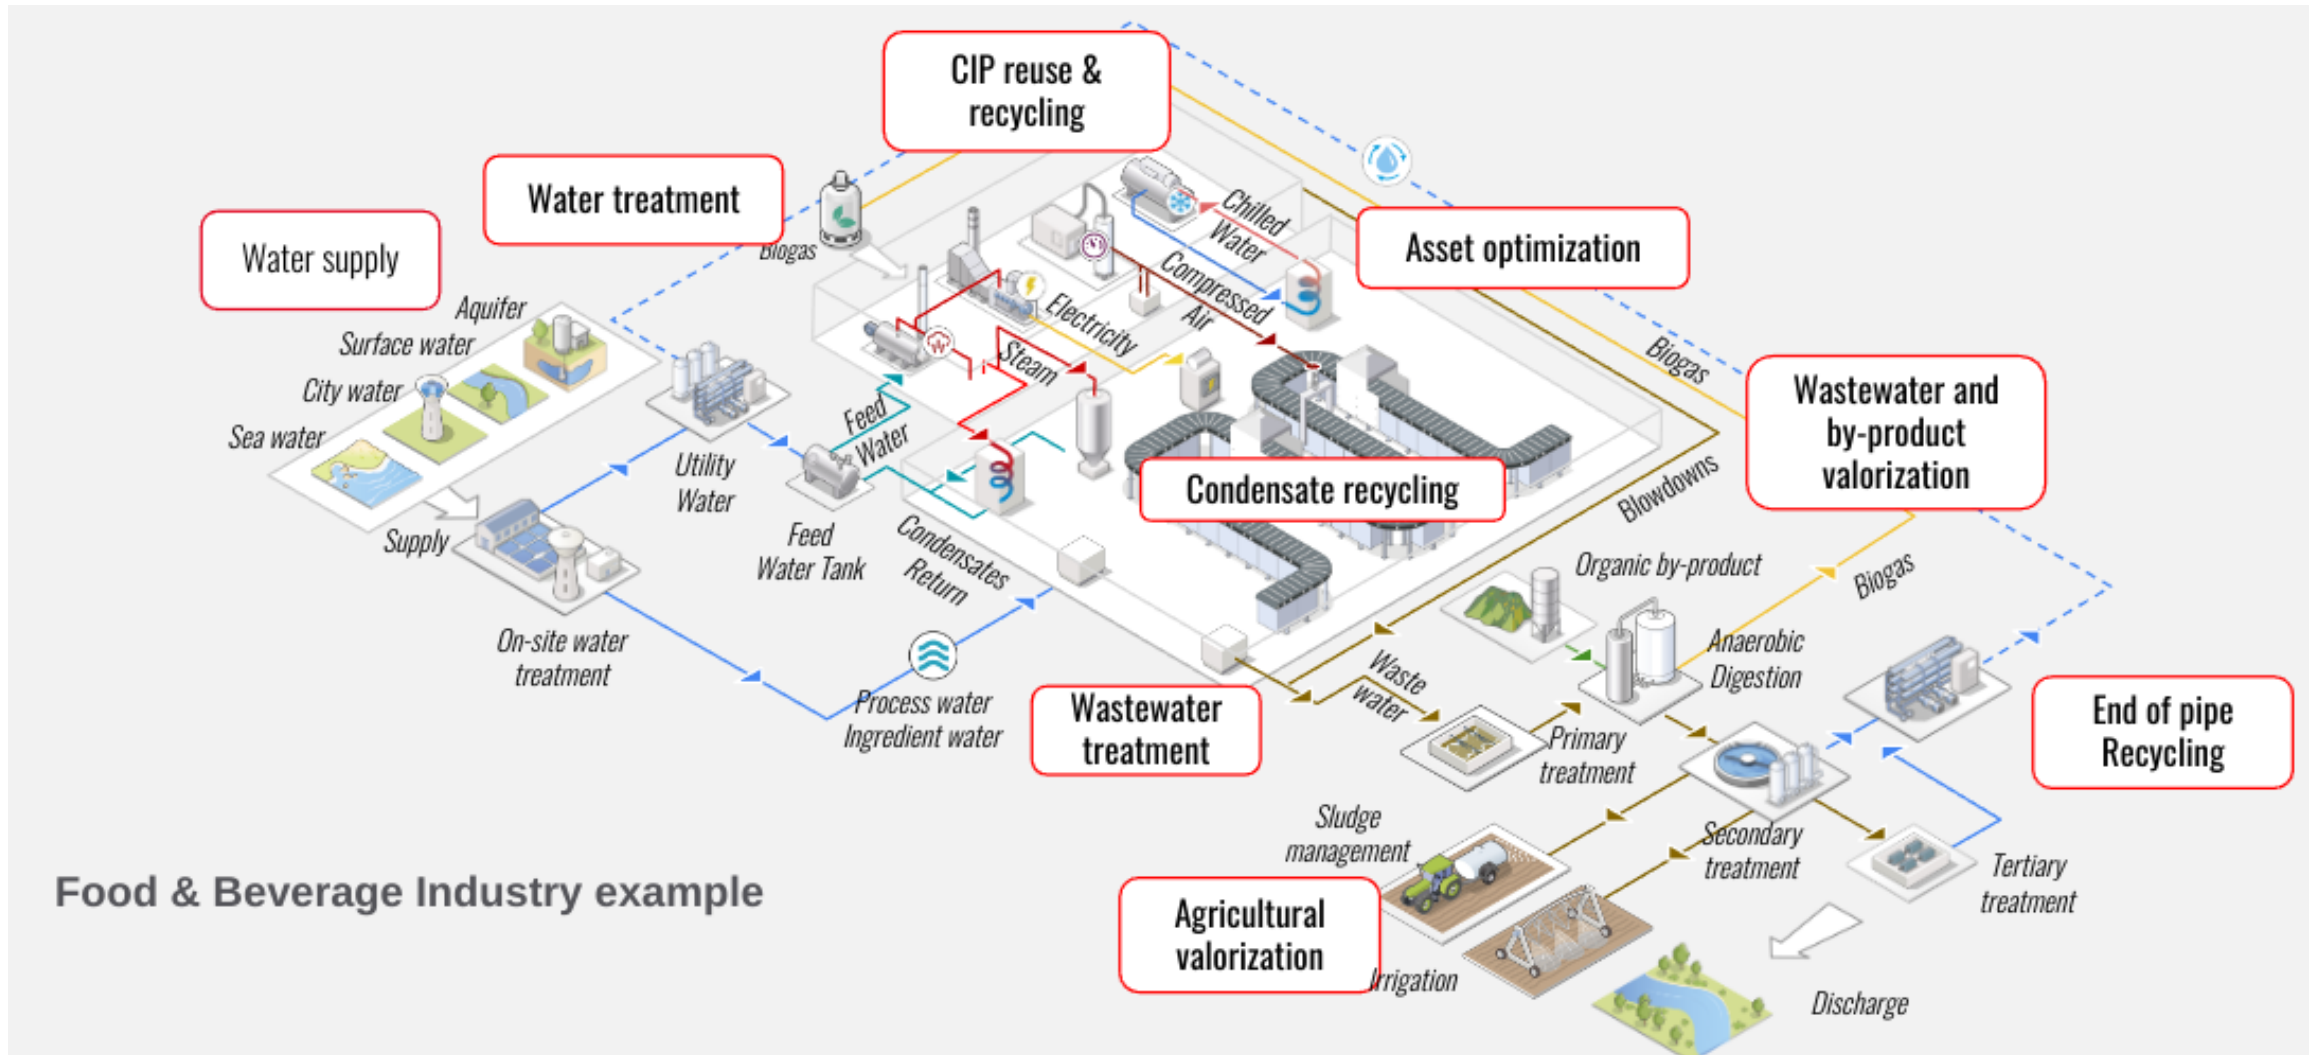 CIP reuse &
recycling
Water treatment
Water supply
Asset optimization
Biogas
Chilled
Water
Compressed
Air
Electricity
Steam
Aquifer
Surface water
City water
Sea water
Supply
Utility
Water
Feed
Water
Feed
Water Tank
Condensates
Return
On-site water
treatment
Process water
Ingredient water
Condensate recycling
Biogas
Wastewater and
by-product
valorization
Blowdowns
Organic by-product
Biogas
Anaerobic
Digestion
Waste
water
Wastewater
treatment
Primary
treatment
End of pipe
Recycling
Sludge
management
Secondary
treatment
Tertiary
treatment
Food & Beverage Industry example
Agricultural
valorization
Irrigation
Discharge